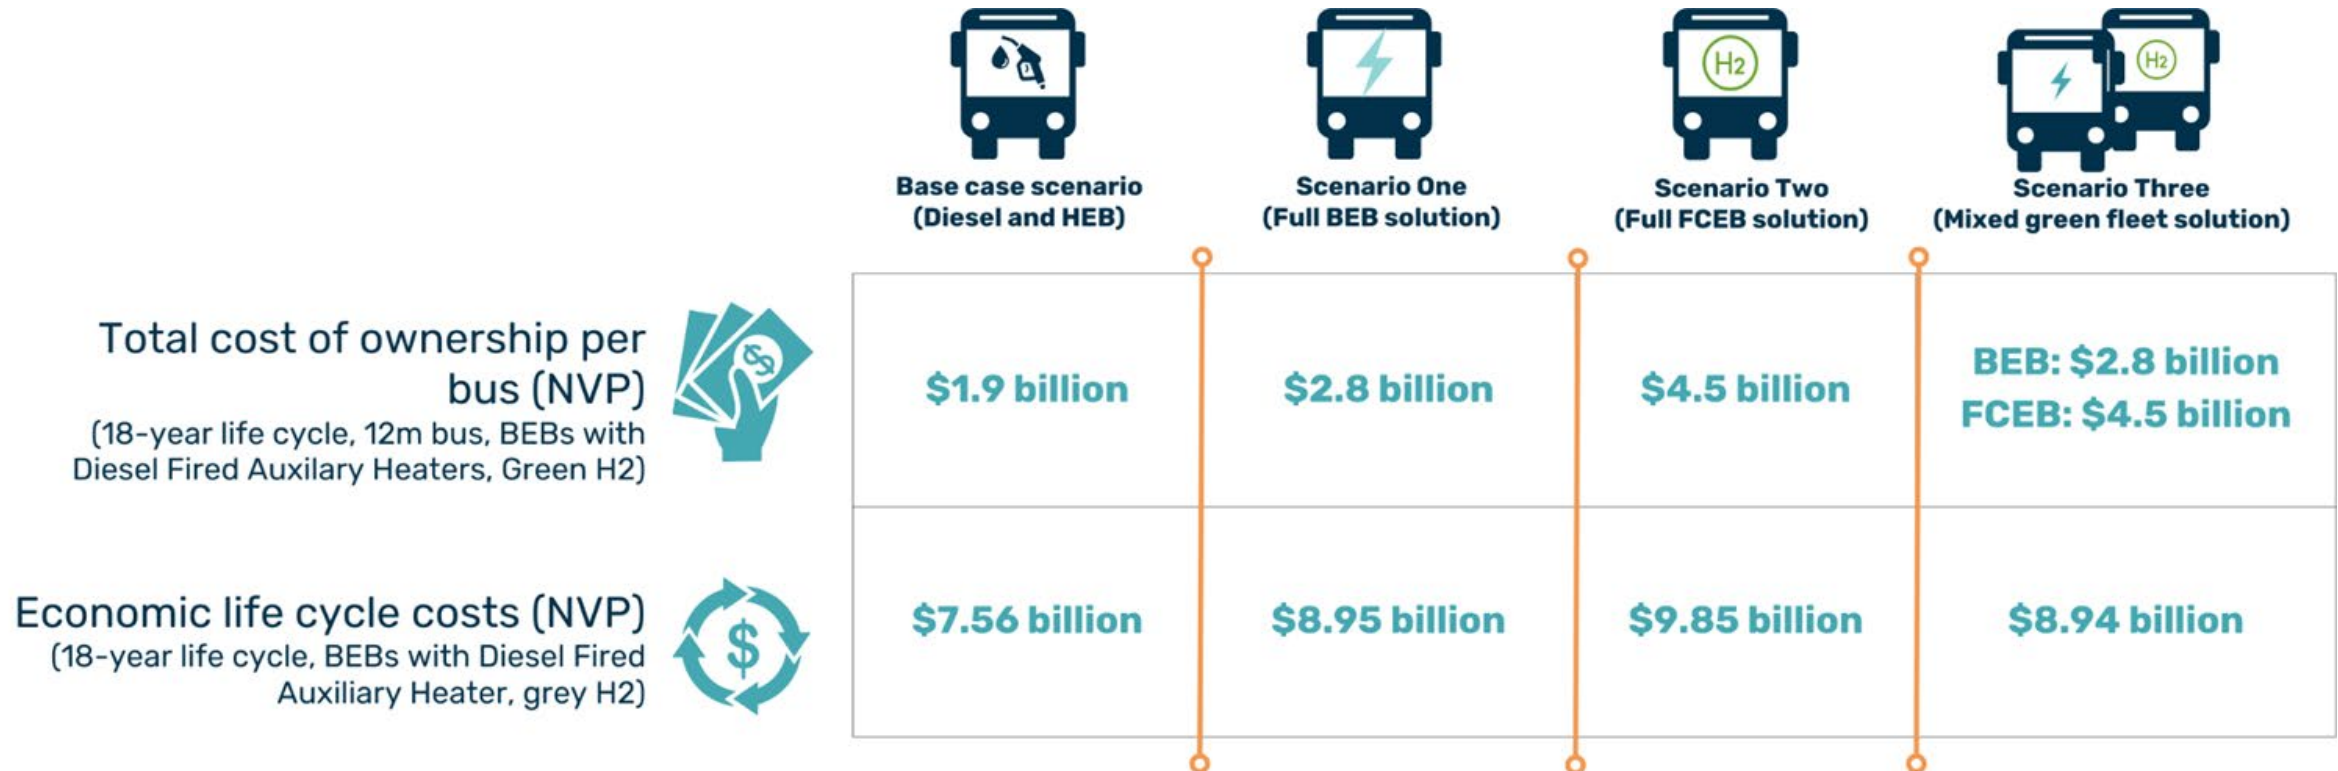 H2
H2
Base case scenario
(Diesel and HEB)
Scenario One
(Full BEB solution)
Scenario Two
(Full FCEB solution)
Scenario Three
(Mixed green fleet solution)
Total cost of ownership per
bus (NVP)
(18-year life cycle, 12m bus, BEBs with
Diesel Fired Auxilary Heaters, Green H2)
$
$1.9 billion
$2.8 billion
$4.5 billion
BEB: $2.8 billion
FCEB: $4.5 billion
Economic life cycle costs (NVP)
(18-year life cycle, BEBs with Diesel Fired
Auxiliary Heater, grey H2)
$
$7.56 billion
$8.95 billion
$9.85 billion
$8.94 billion